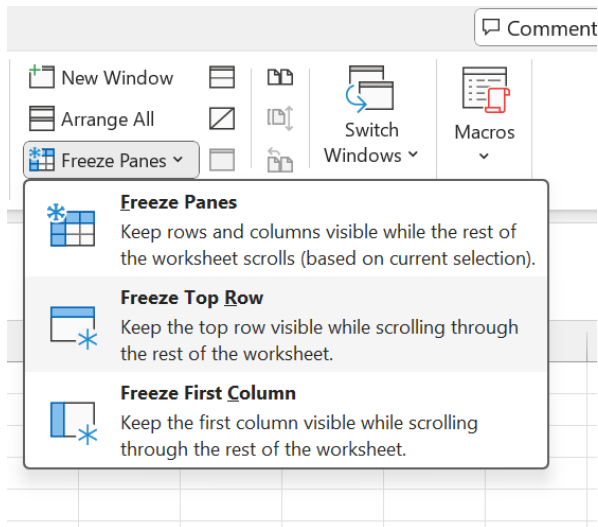 Comment
New Window
Arrange All
Freeze Panes
Switch
Windows
Macros
Freeze Panes
Keep rows and columns visible while the rest of
the worksheet scrolls (based on current selection).
Freeze Top Row
Keep the top row visible while scrolling through
the rest of the worksheet.
Freeze First Column
Keep the first column visible while scrolling
through the rest of the worksheet.